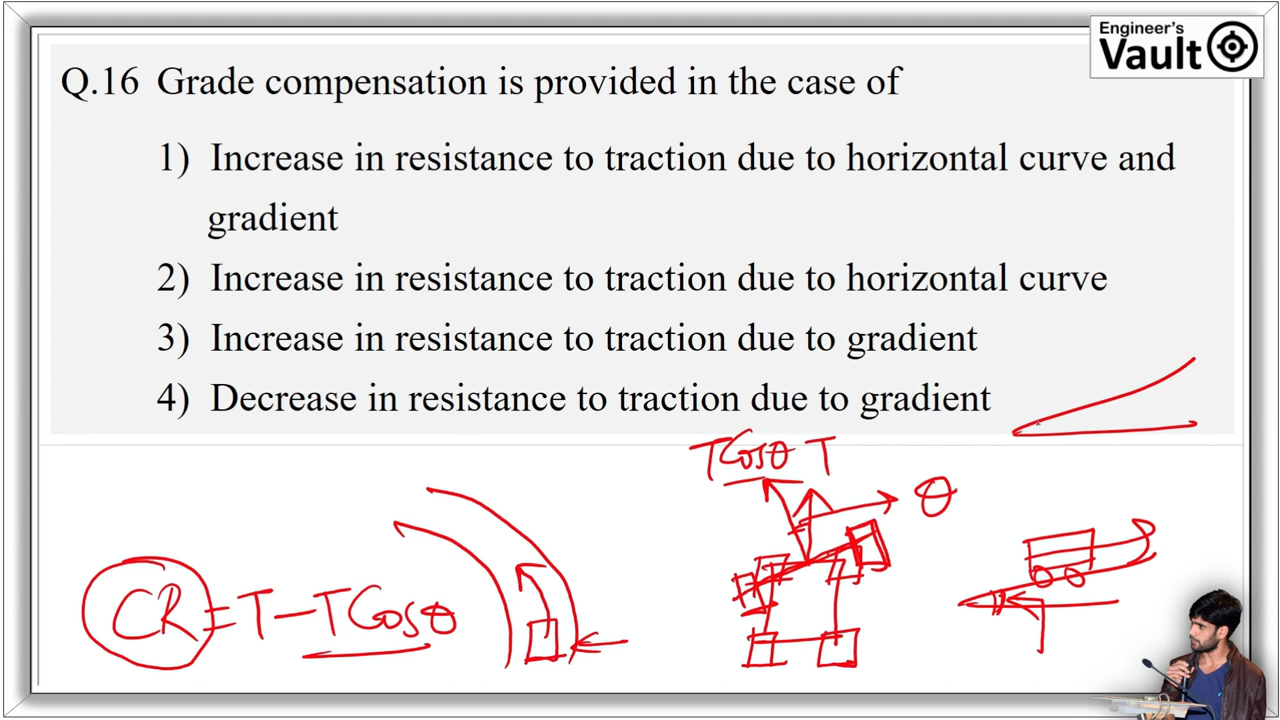 Engineer's
Vault
Q.16 Grade compensation is provided in the case of
1) Increase in resistance to traction due to horizontal curve and
gradient
2) Increase in resistance to traction due to horizontal curve
3) Increase in resistance to traction due to gradient
4) Decrease in resistance to traction due to gradient
TCosθ T
θ
CR = T - TCosθ